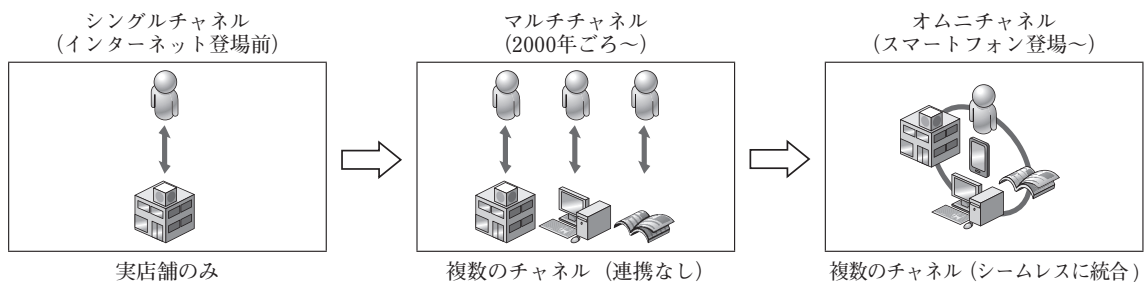 シングルチャネル
（インターネット登場前）
実店舗のみ
マルチチャネル
（2000年ごろ～）
複数のチャネル（連携なし）
オムニチャネル
（スマートフォン登場～）
複数のチャネル（シームレスに統合）